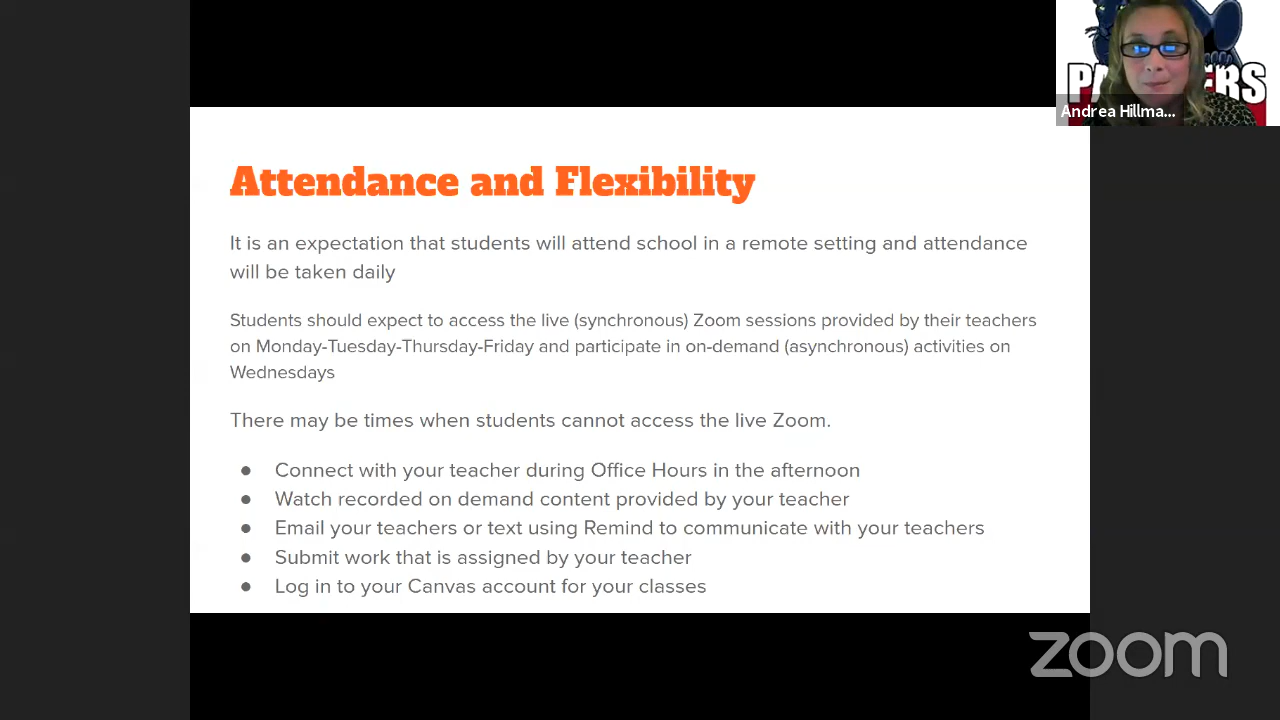 Attendance and Flexibility
It is an expectation that students will attend school in a remote setting and attendance
will be taken daily
Students should expect to access the live (synchronous) Zoom sessions provided by their teachers
on Monday-Tuesday-Thursday-Friday and participate in on-demand (asynchronous) activities on
Wednesdays
There may be times when students cannot access the live Zoom.
● Connect with your teacher during Office Hours in the afternoon
● Watch recorded on demand content provided by your teacher
● Email your teachers or text using Remind to communicate with your teachers
● Submit work that is assigned by your teacher
● Log in to your Canvas account for your classes
Andrea Hillma...
zoom